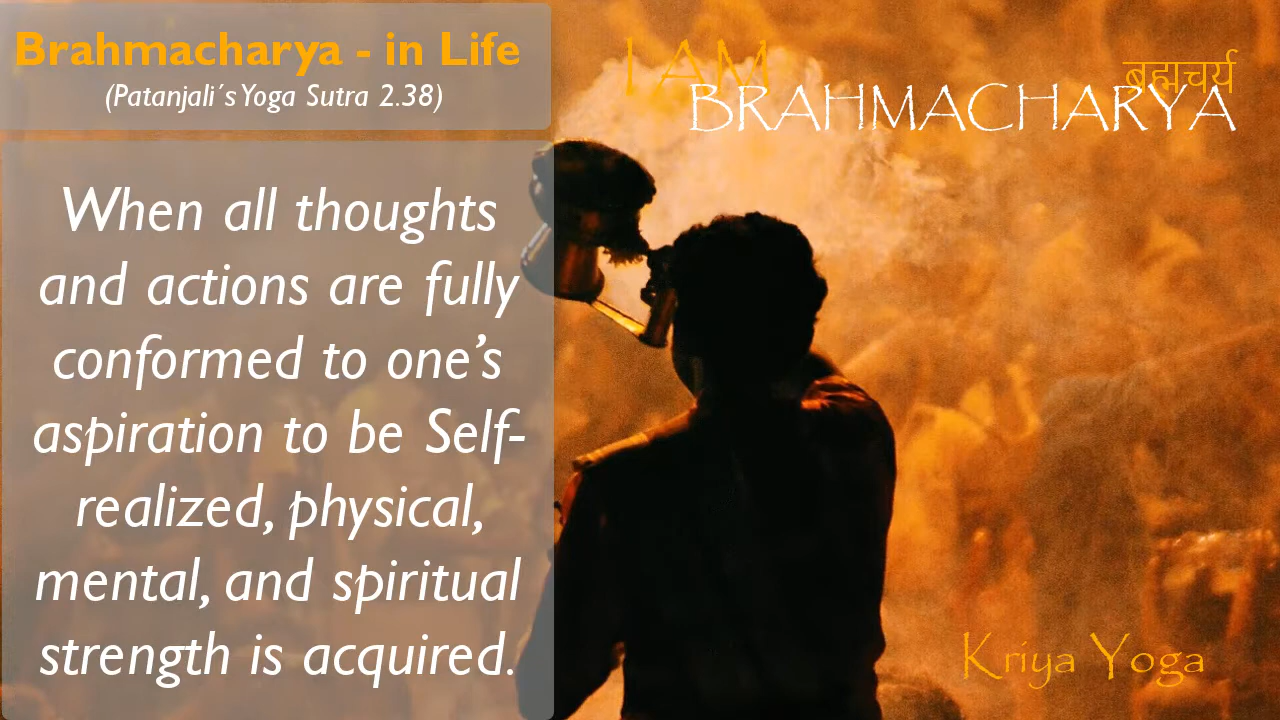 Brahmacharya - in Life
(Patanjali´s Yoga Sutra 2.38)
When all thoughts
and actions are fully
conformed to one’s
aspiration to be Self-
realized, physical,
mental, and spiritual
strength is acquired.
I AM
ब्रह्मचर्य
BRAHMACHARYA
Kriya Yoga